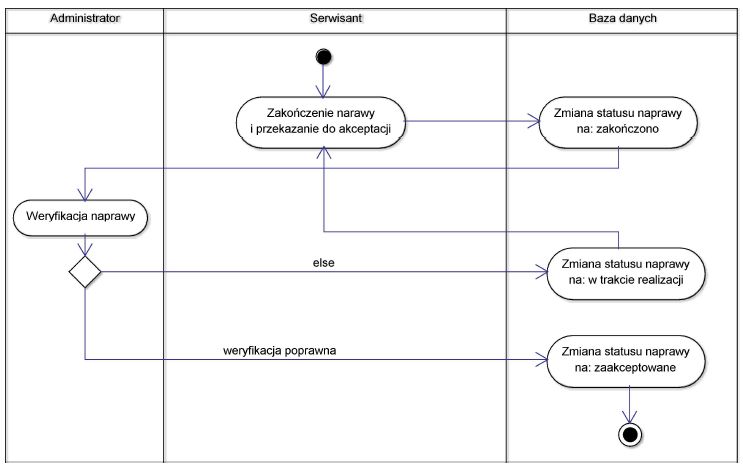 Administrator
Serwisant
Baza danych
Zakończenie narawy
i przekazanie do akceptacji
Zmiana statusu naprawy
na: zakończono
Weryfikacja naprawy
else
Zmiana statusu naprawy
na: w trakcie realizacji
weryfikacja poprawna
Zmiana statusu naprawy
na: zaakceptowane